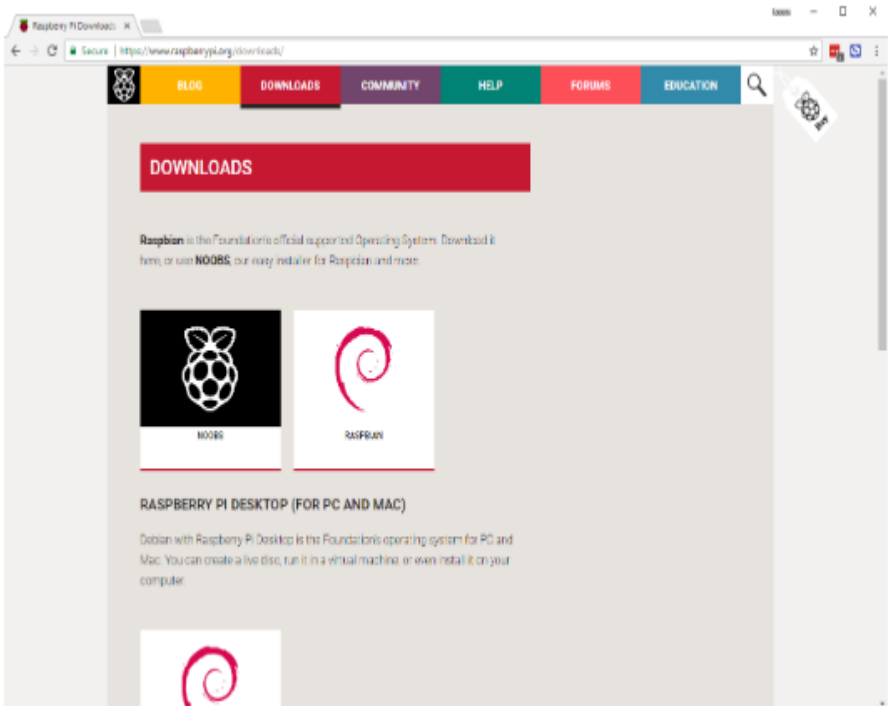 Raspberry Pi Downloads
Secure | https://www.raspberrypi.org/downloads/
BLOG DOWNLOADS COMMUNITY HELP FORUMS EDUCATION
BUY
DOWNLOADS
Raspbian is the Foundation's official supported Operating System. Download it
here, or use NOOBS, our easy installer for Raspbian and more.
NOOBS RASPBIAN
RASPBERRY PI DESKTOP (FOR PC AND MAC)
Debian with Raspberry Pi Desktop is the Foundation's operating system for PC and
Mac. You can create a live disc, run it in a virtual machine, or even install it on your
computer.